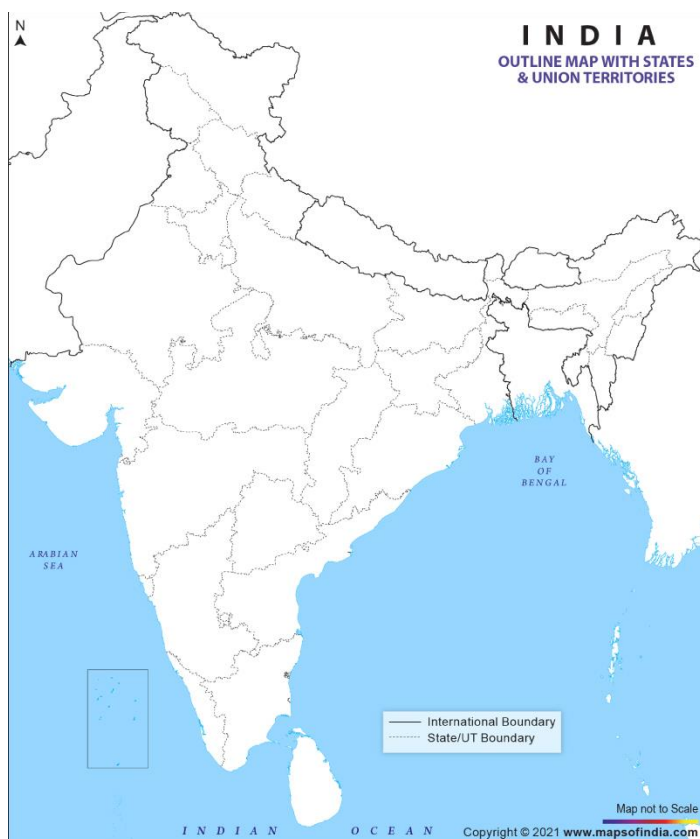 N
I N D I A
OUTLINE MAP WITH STATES
& UNION TERRITORIES
BAY
OF
BENGAL
ARABIAN
SEA
International Boundary
State/UT Boundary
Map not to Scale
I N D I A N O C E A N
Copyright © 2021 www.mapsofindia.com